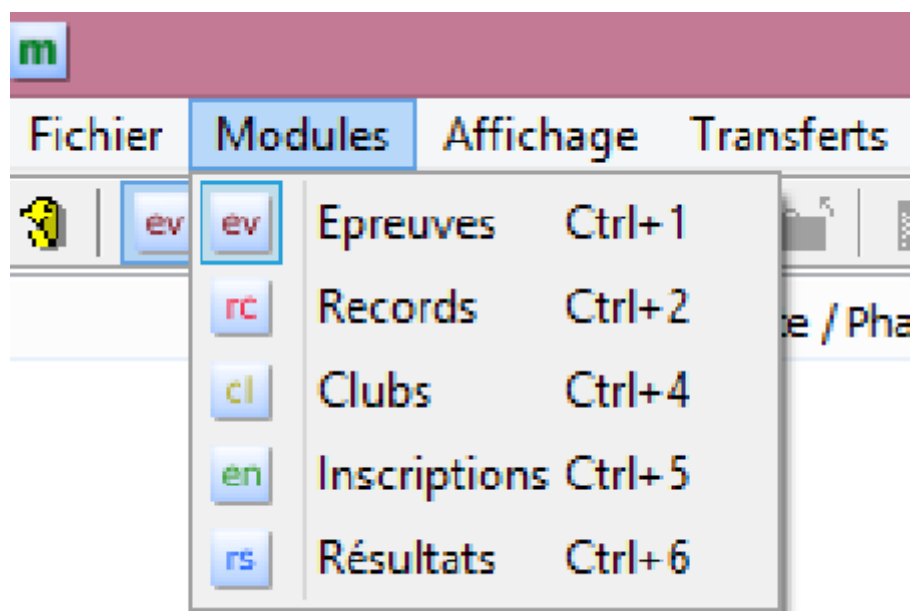 m
Fichier Modules Affichage Transferts
ev ev Epreuves Ctrl+1
rc Records Ctrl+2
e / Pha
cl Clubs Ctrl+4
en Inscriptions Ctrl+5
rs Résultats Ctrl+6